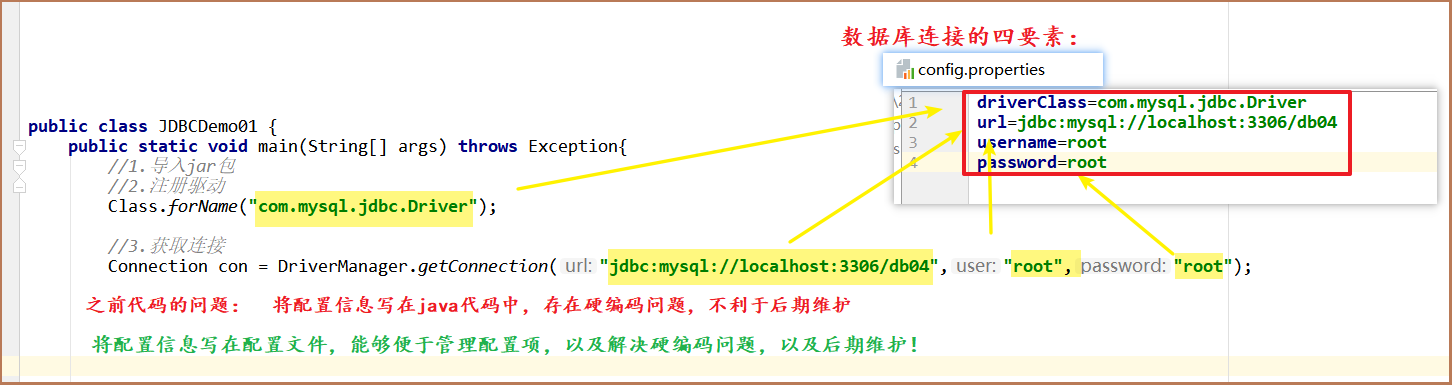 数据库连接的四要素:
config.properties
1 driverClass=com.mysql.jdbc.Driver
2 url=jdbc:mysql://localhost:3306/db04
3 username=root
4 password=root
public class JDBCDemo01 {
public static void main(String[] args) throws Exception{
//1.导入jar包
//2.注册驱动
Class.forName("com.mysql.jdbc.Driver");
//3.获取连接
Connection con = DriverManager.getConnection( url: "jdbc:mysql://localhost:3306/db04", user: "root", password: "root");
之前代码的问题: 将配置信息写在java代码中，存在硬编码问题，不利于后期维护
将配置信息写在配置文件，能够便于管理配置项，以及解决硬编码问题，以及后期维护！